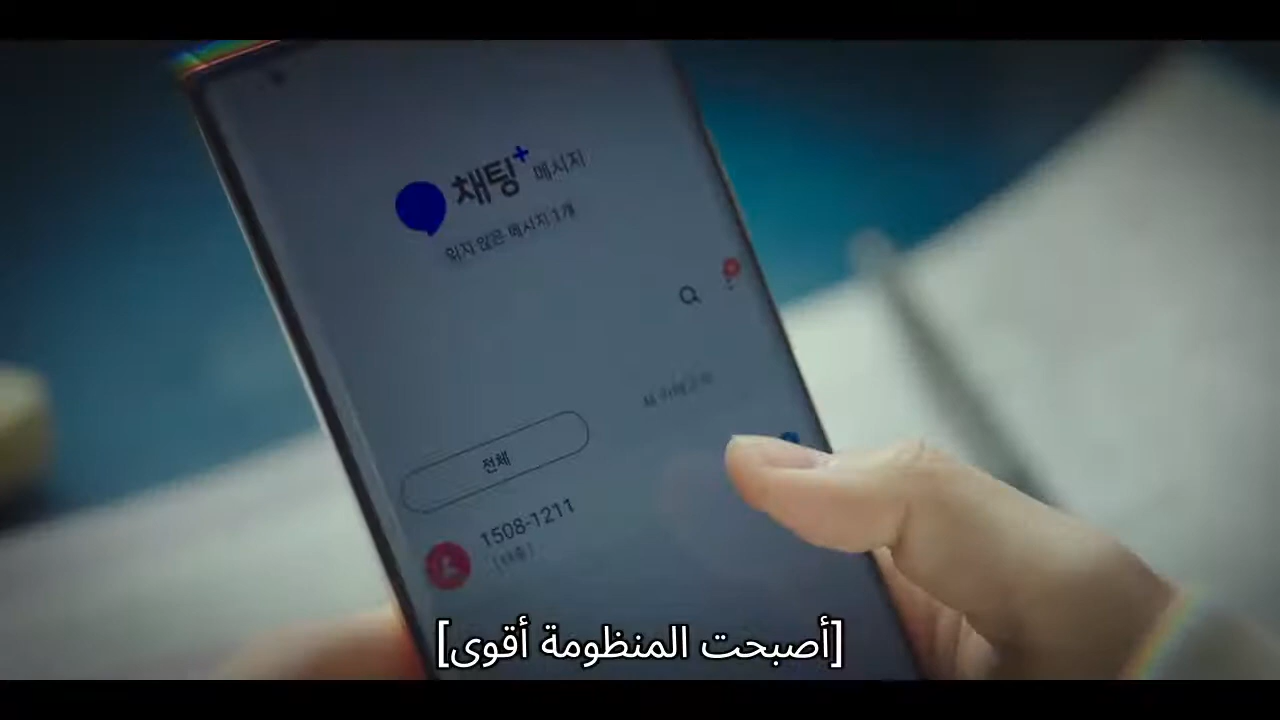 채팅+ 메시지
읽지 않은 메시지 1개
전체
1508-1211
[أصبحت المنظومة أقوى]